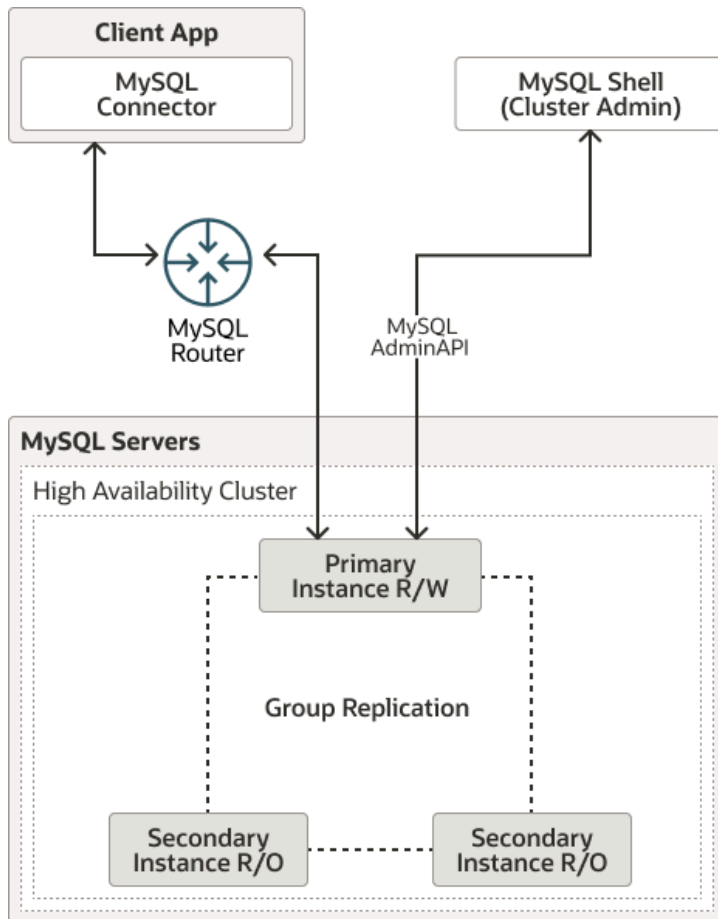 Client App
MySQL
Connector
MySQL Shell
(Cluster Admin)
MySQL
Router
MySQL
AdminAPI
MySQL Servers
High Availability Cluster
Primary
Instance R/W
Group Replication
Secondary
Instance R/O
Secondary
Instance R/O